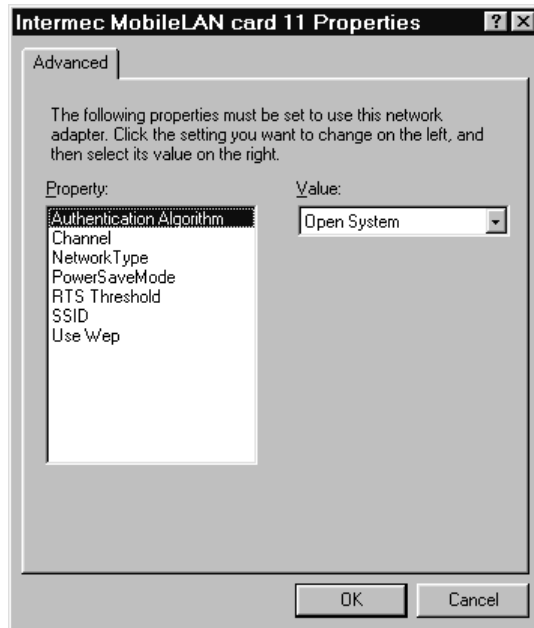 Intermec MobileLAN card 11 Properties
Advanced
The following properties must be set to use this network
adapter. Click the setting you want to change on the left, and
then select its value on the right.
Property:
Value:
Authentication Algorithm
Open System
Channel
NetworkType
PowerSaveMode
RTS Threshold
SSID
Use Wep
OK
Cancel